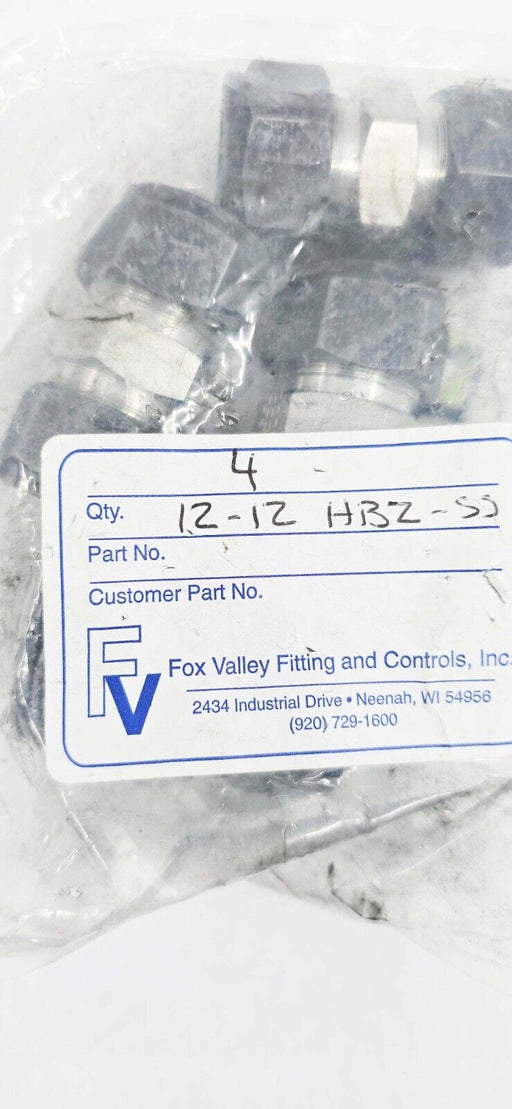 4
Qty.
12-12 HBZ-SS
Part No.
Customer Part No.
FV
Fox Valley Fitting and Controls, Inc.
2434 Industrial Drive • Neenah, WI 54956
(920) 729-1600